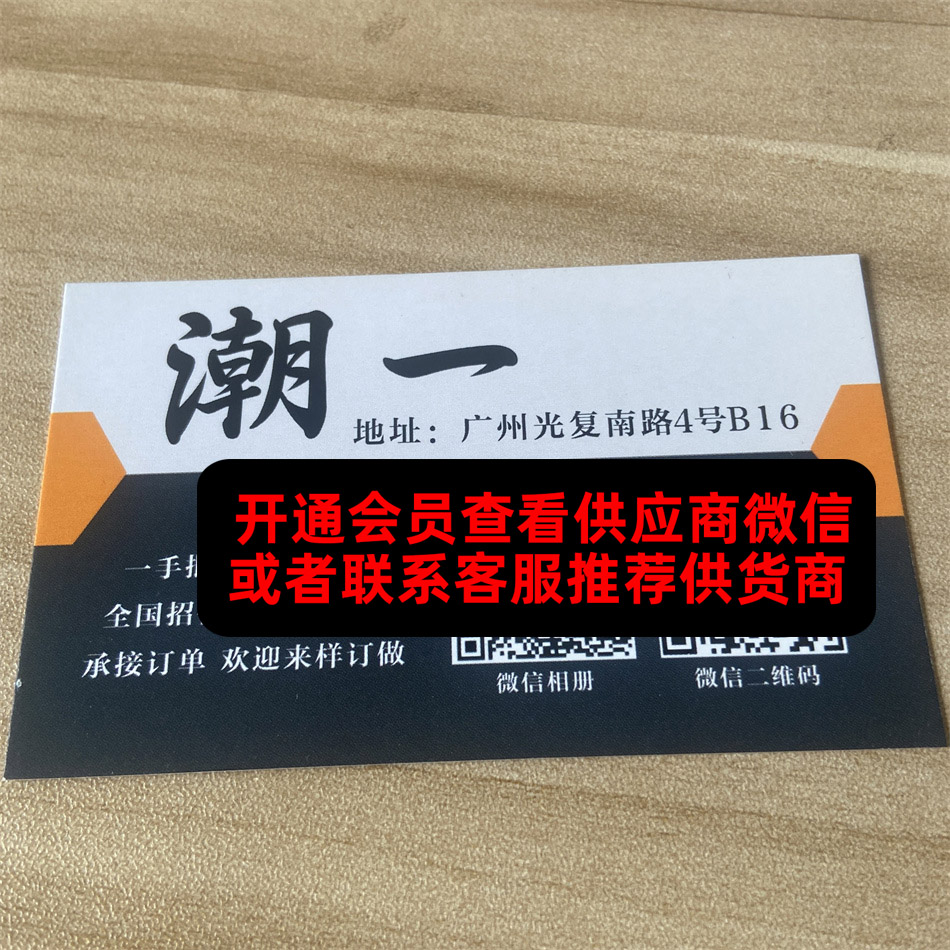 潮一
地址：广州光复南路4号B16
开通会员查看供应商微信
或者联系客服推荐供货商
一手
全国招
承接订单 欢迎来样订做
微信相册
微信二维码